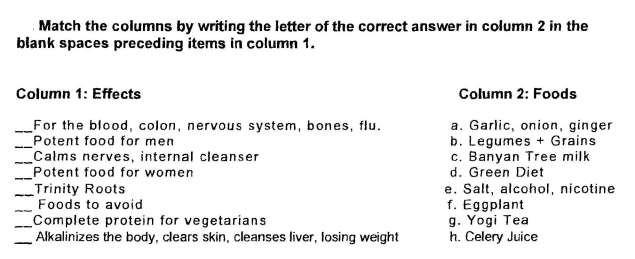 Match the columns by writing the letter of the correct answer in column 2 in the
blank spaces preceding items in column 1.
Column 1: Effects
Column 2: Foods
__For the blood, colon, nervous system, bones, flu.
a. Garlic, onion, ginger
__Potent food for men
b. Legumes + Grains
__Calms nerves, internal cleanser
c. Banyan Tree milk
__Potent food for women
d. Green Diet
__Trinity Roots
e. Salt, alcohol, nicotine
__ Foods to avoid
f. Eggplant
__Complete protein for vegetarians
g. Yogi Tea
__ Alkalinizes the body, clears skin, cleanses liver, losing weight
h. Celery Juice